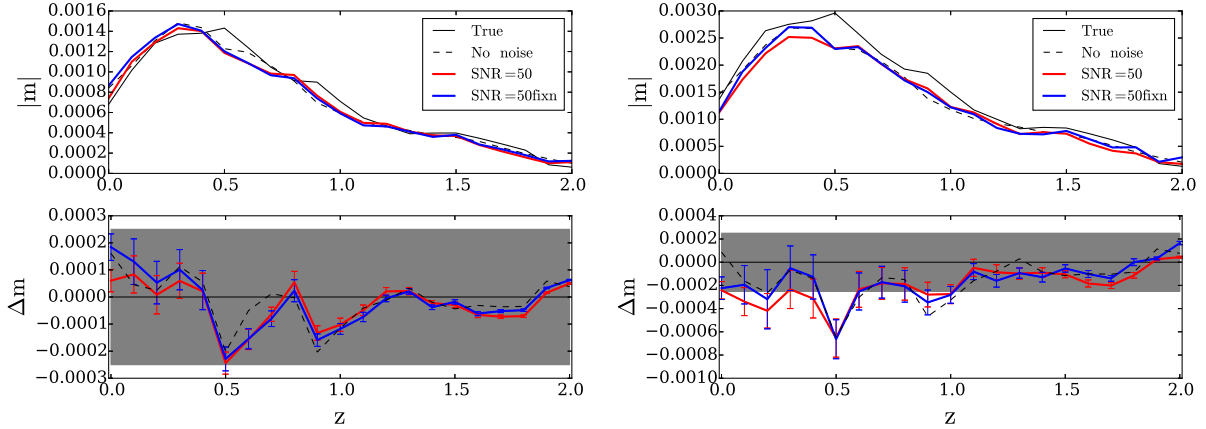 |m|
0.0016
0.0014
0.0012
0.0010
0.0008
0.0006
0.0004
0.0002
0.0000
0.0 0.5 1.0 1.5 2.0
True
No noise
SNR=50
SNR=50fixn
|m|
0.0030
0.0025
0.0020
0.0015
0.0010
0.0005
0.0000
0.0 0.5 1.0 1.5 2.0
True
No noise
SNR=50
SNR=50fixn
Δm
0.0003
0.0002
0.0001
0.0000
−0.0001
−0.0002
−0.0003
0.0 0.5 1.0 1.5 2.0
z
Δm
0.0004
0.0002
0.0000
−0.0002
−0.0004
−0.0006
−0.0008
−0.0010
0.0 0.5 1.0 1.5 2.0
z